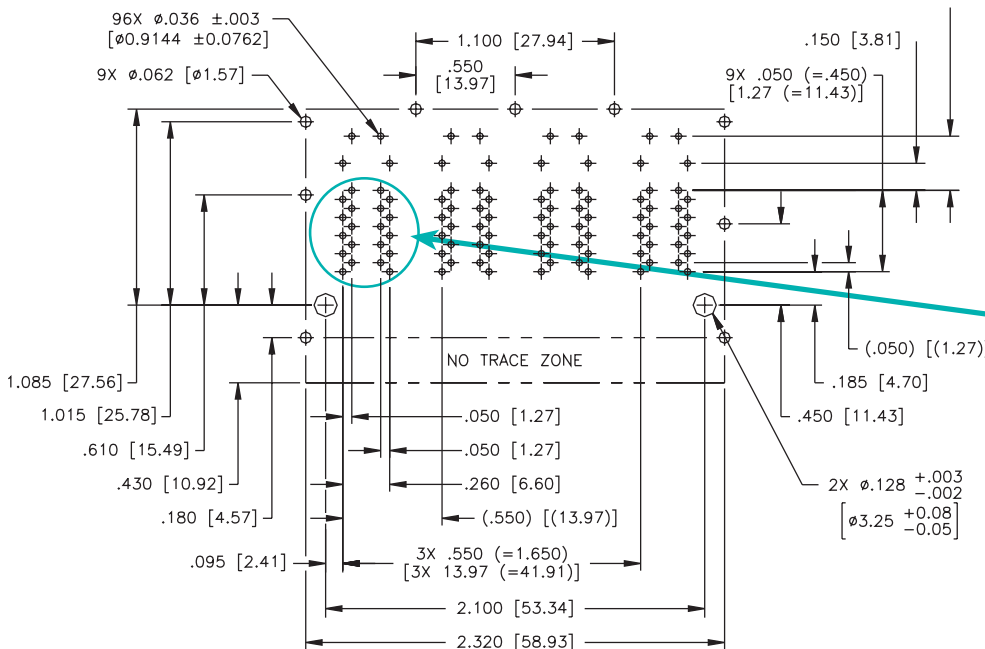 96X ø.036 ±.003
[ø0.9144 ±0.0762]
9X ø.062 [ø1.57]
1.100 [27.94]
.550
[13.97]
.150 [3.81]
9X .050 (=.450)
[1.27 (=11.43)]
NO TRACE ZONE
(.050) [(1.27)]
1.085 [27.56]
.185 [4.70]
1.015 [25.78]
.050 [1.27]
.450 [11.43]
.610 [15.49]
.050 [1.27]
.430 [10.92]
.260 [6.60]
2X ø.128 +.003
-.002
[ø3.25 +0.08
-0.05]
.180 [4.57]
(.550) [(13.97)]
.095 [2.41]
3X .550 (=1.650)
[3X 13.97 (=41.91)]
2.100 [53.34]
2.320 [58.93]